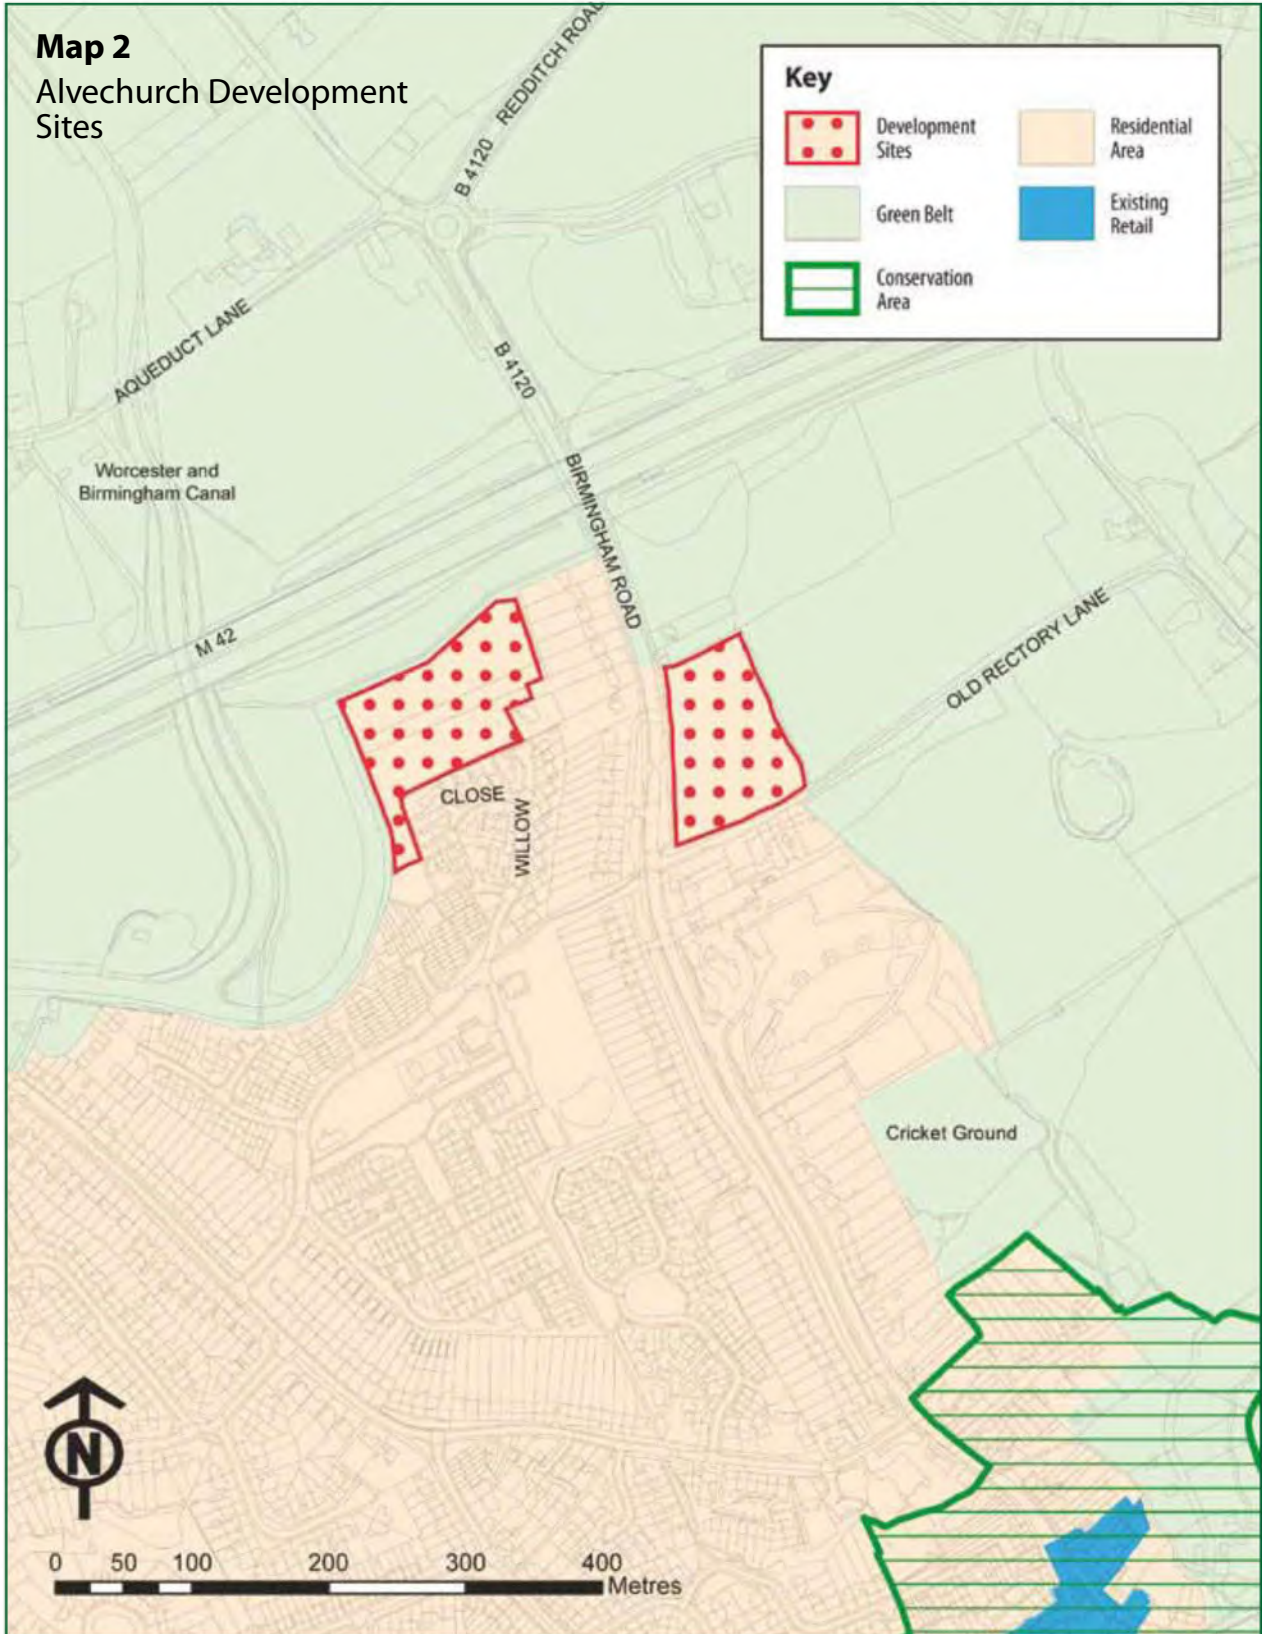 Map 2
Alvechurch Development
Sites
Key
Development
Sites
Residential
Area
Green Belt
Existing
Retail
Conservation
Area
B 4120 REDDITCH ROAD
AQUEDUCT LANE
B 4120
BIRMINGHAM ROAD
Worcester and
Birmingham Canal
M 42
OLD RECTORY LANE
CLOSE
WILLOW
Cricket Ground
N
0 50 100 200 300 400
Metres